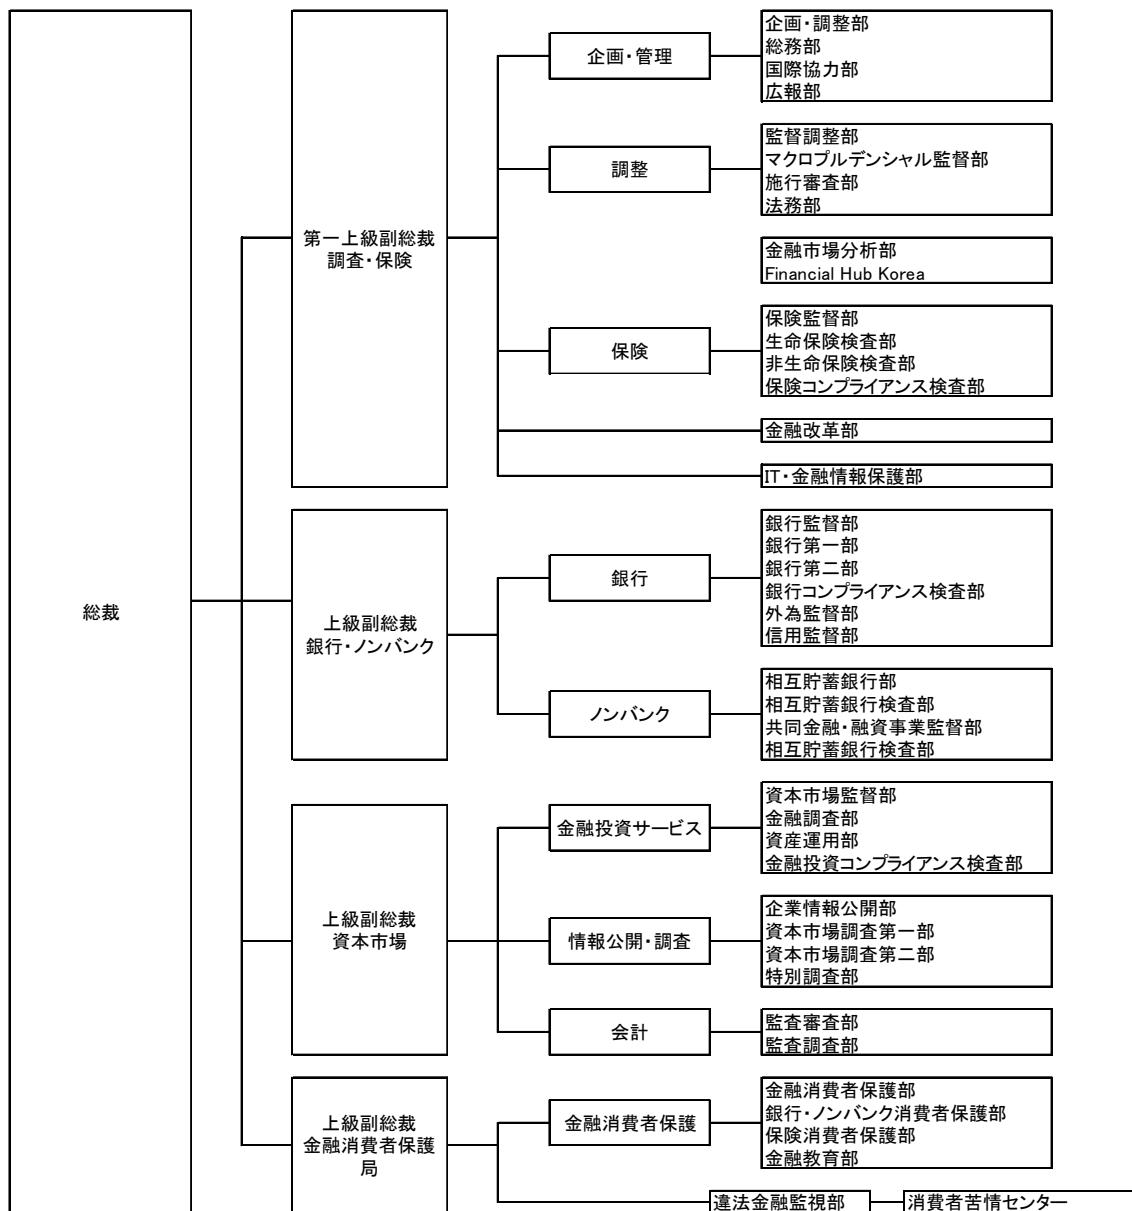 総裁
第一上級副総裁
調査・保険
企画・管理
企画・調整部
総務部
国際協力部
広報部
調整
監督調整部
マクロプルデンシャル監督部
施行審査部
法務部
金融市場分析部
Financial Hub Korea
保険
保険監督部
生命保険検査部
非生命保険検査部
保険コンプライアンス検査部
金融改革部
IT・金融情報保護部
上級副総裁
銀行・ノンバンク
銀行
銀行監督部
銀行第一部
銀行第二部
銀行コンプライアンス検査部
外為監督部
信用監督部
ノンバンク
相互貯蓄銀行部
相互貯蓄銀行検査部
共同金融・融資事業監督部
相互貯蓄銀行検査部
上級副総裁
資本市場
金融投資サービス
資本市場監督部
金融調査部
資産運用部
金融投資コンプライアンス検査部
情報公開・調査
企業情報公開部
資本市場調査第一部
資本市場調査第二部
特別調査部
会計
監査審査部
監査調査部
上級副総裁
金融消費者保護
局
金融消費者保護
金融消費者保護部
銀行・ノンバンク消費者保護部
保険消費者保護部
金融教育部
違法金融監視部
消費者苦情センター